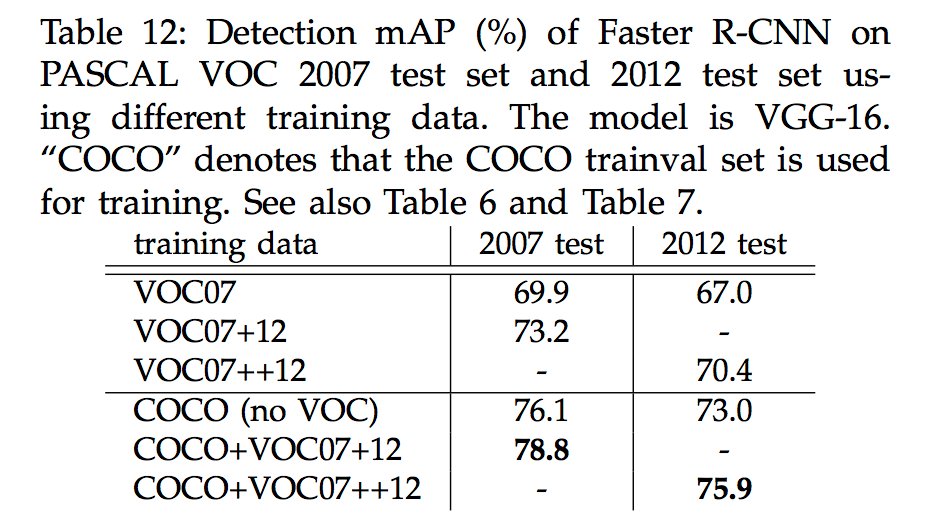 Table 12: Detection mAP (%) of Faster R-CNN on
PASCAL VOC 2007 test set and 2012 test set us-
ing different training data. The model is VGG-16.
“COCO” denotes that the COCO trainval set is used
for training. See also Table 6 and Table 7.
training data 2007 test 2012 test
VOC07 69.9 67.0
VOC07+12 73.2 -
VOC07++12 - 70.4
COCO (no VOC) 76.1 73.0
COCO+VOC07+12 78.8 -
COCO+VOC07++12 - 75.9